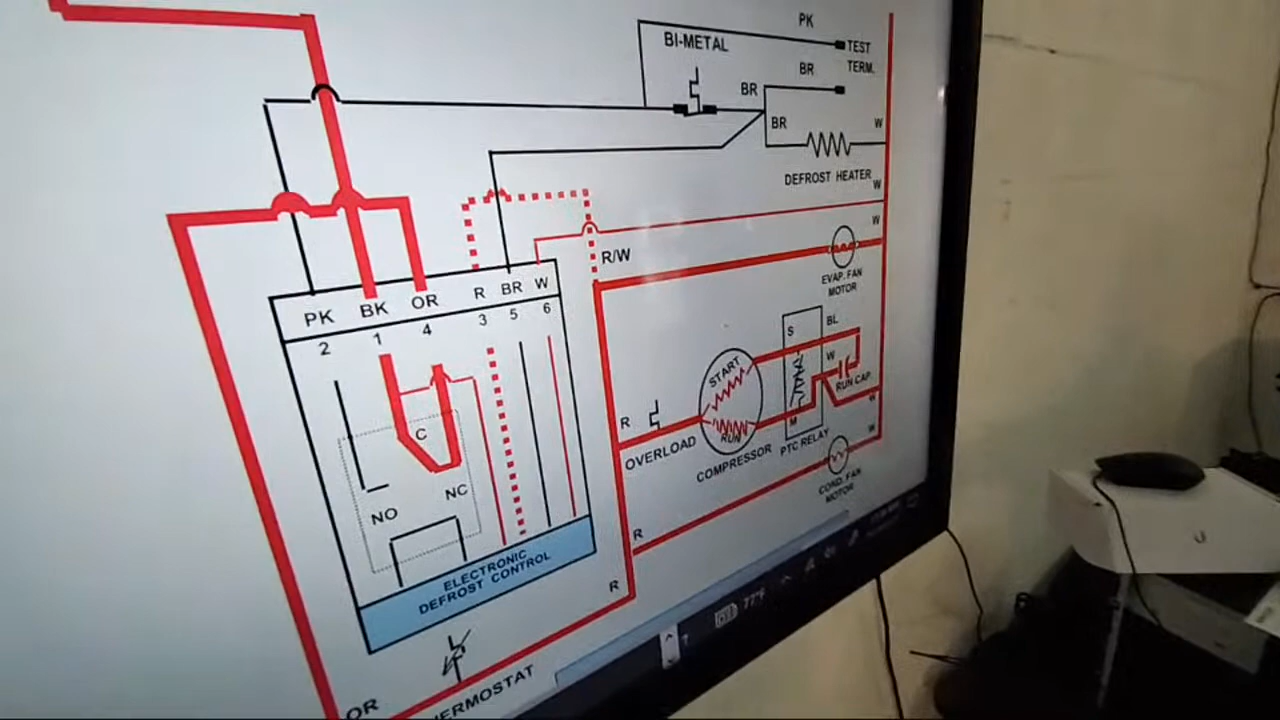 PK
BI-METAL
TEST
TERM.
BR
BR
BR
W
DEFROST HEATER
W
W
R/W
EVAP. FAN
MOTOR
PK
BK
OR
R
BR
W
2
1
4
3
5
6
BL
S
W
START
RUN CAP.
W
R
RUN
M
W
OVERLOAD
COMPRESSOR
PTC RELAY
C
COND. FAN
MOTOR
NC
NO
R
ELECTRONIC
DEFROST CONTROL
R
77°F
OR
ERMOSTAT